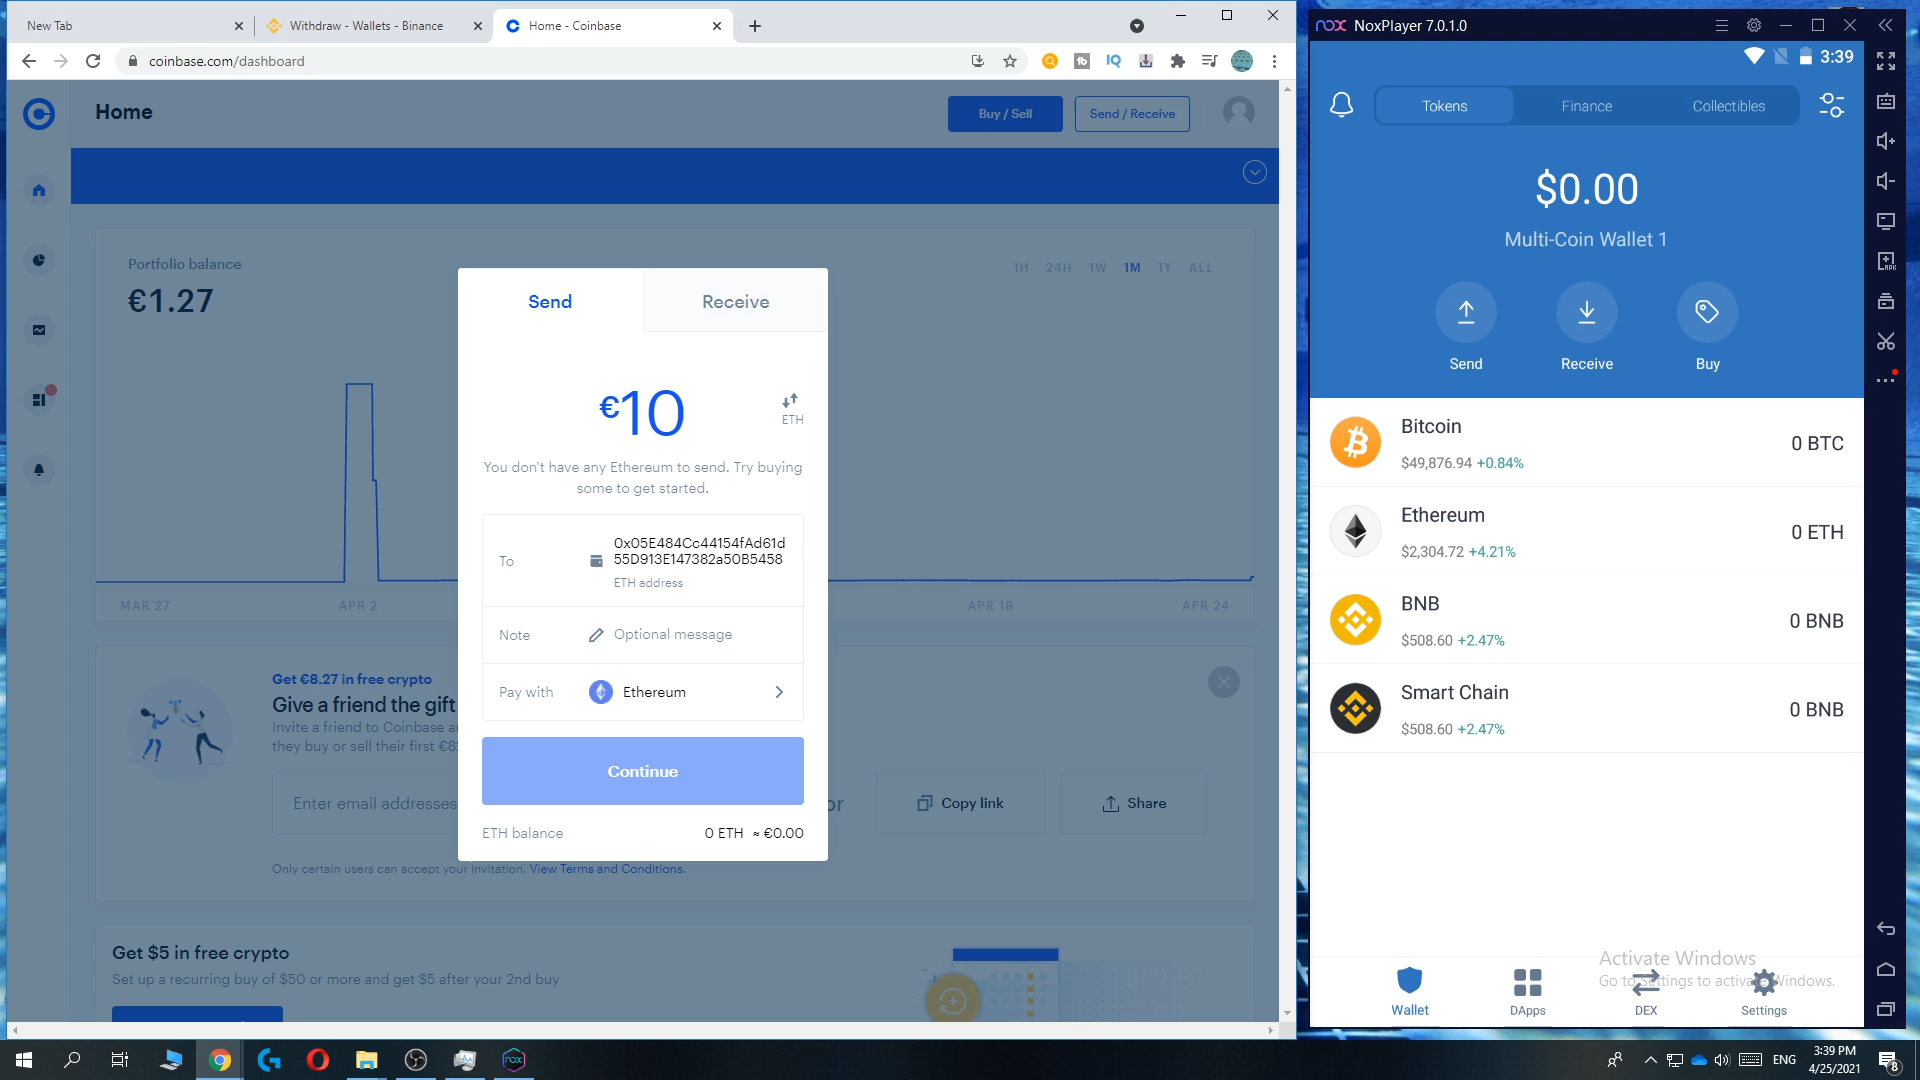 New Tab
Withdraw - Wallets - Binance
Home - Coinbase
coinbase.com/dashboard
Home
Buy / Sell
Send / Receive
Portfolio balance
€1.27
1H 24H 1W 1M 1Y ALL
MAR 27
APR 2
APR 18
APR 24
Send
Receive
€10
ETH
You don't have any Ethereum to send. Try buying
some to get started.
To
0x05E484Cc44154fAd61d
55D913E147382a50B5458
ETH address
Note
Optional message
Pay with
Ethereum
Continue
ETH balance
0 ETH ≈ €0.00
Get €8.27 in free crypto
Give a friend the gift
Invite a friend to Coinbase
they buy or sell their first
Enter email addresses
or
Copy link
Share
Only certain users can accept your invitation. View Terms and Conditions.
Get $5 in free crypto
Set up a recurring buy of $50 or more and get $5 after your 2nd buy
nox NoxPlayer 7.0.1.0
3:39
Tokens
Finance
Collectibles
$0.00
Multi-Coin Wallet 1
Send
Receive
Buy
Bitcoin
$49,876.94 +0.84%
0 BTC
Ethereum
$2,304.72 +4.21%
0 ETH
BNB
$508.60 +2.47%
0 BNB
Smart Chain
$508.60 +2.47%
0 BNB
Activate Windows
Go to Settings to activate Windows.
Wallet
DApps
DEX
Settings
ENG
3:39 PM
4/25/2021
8